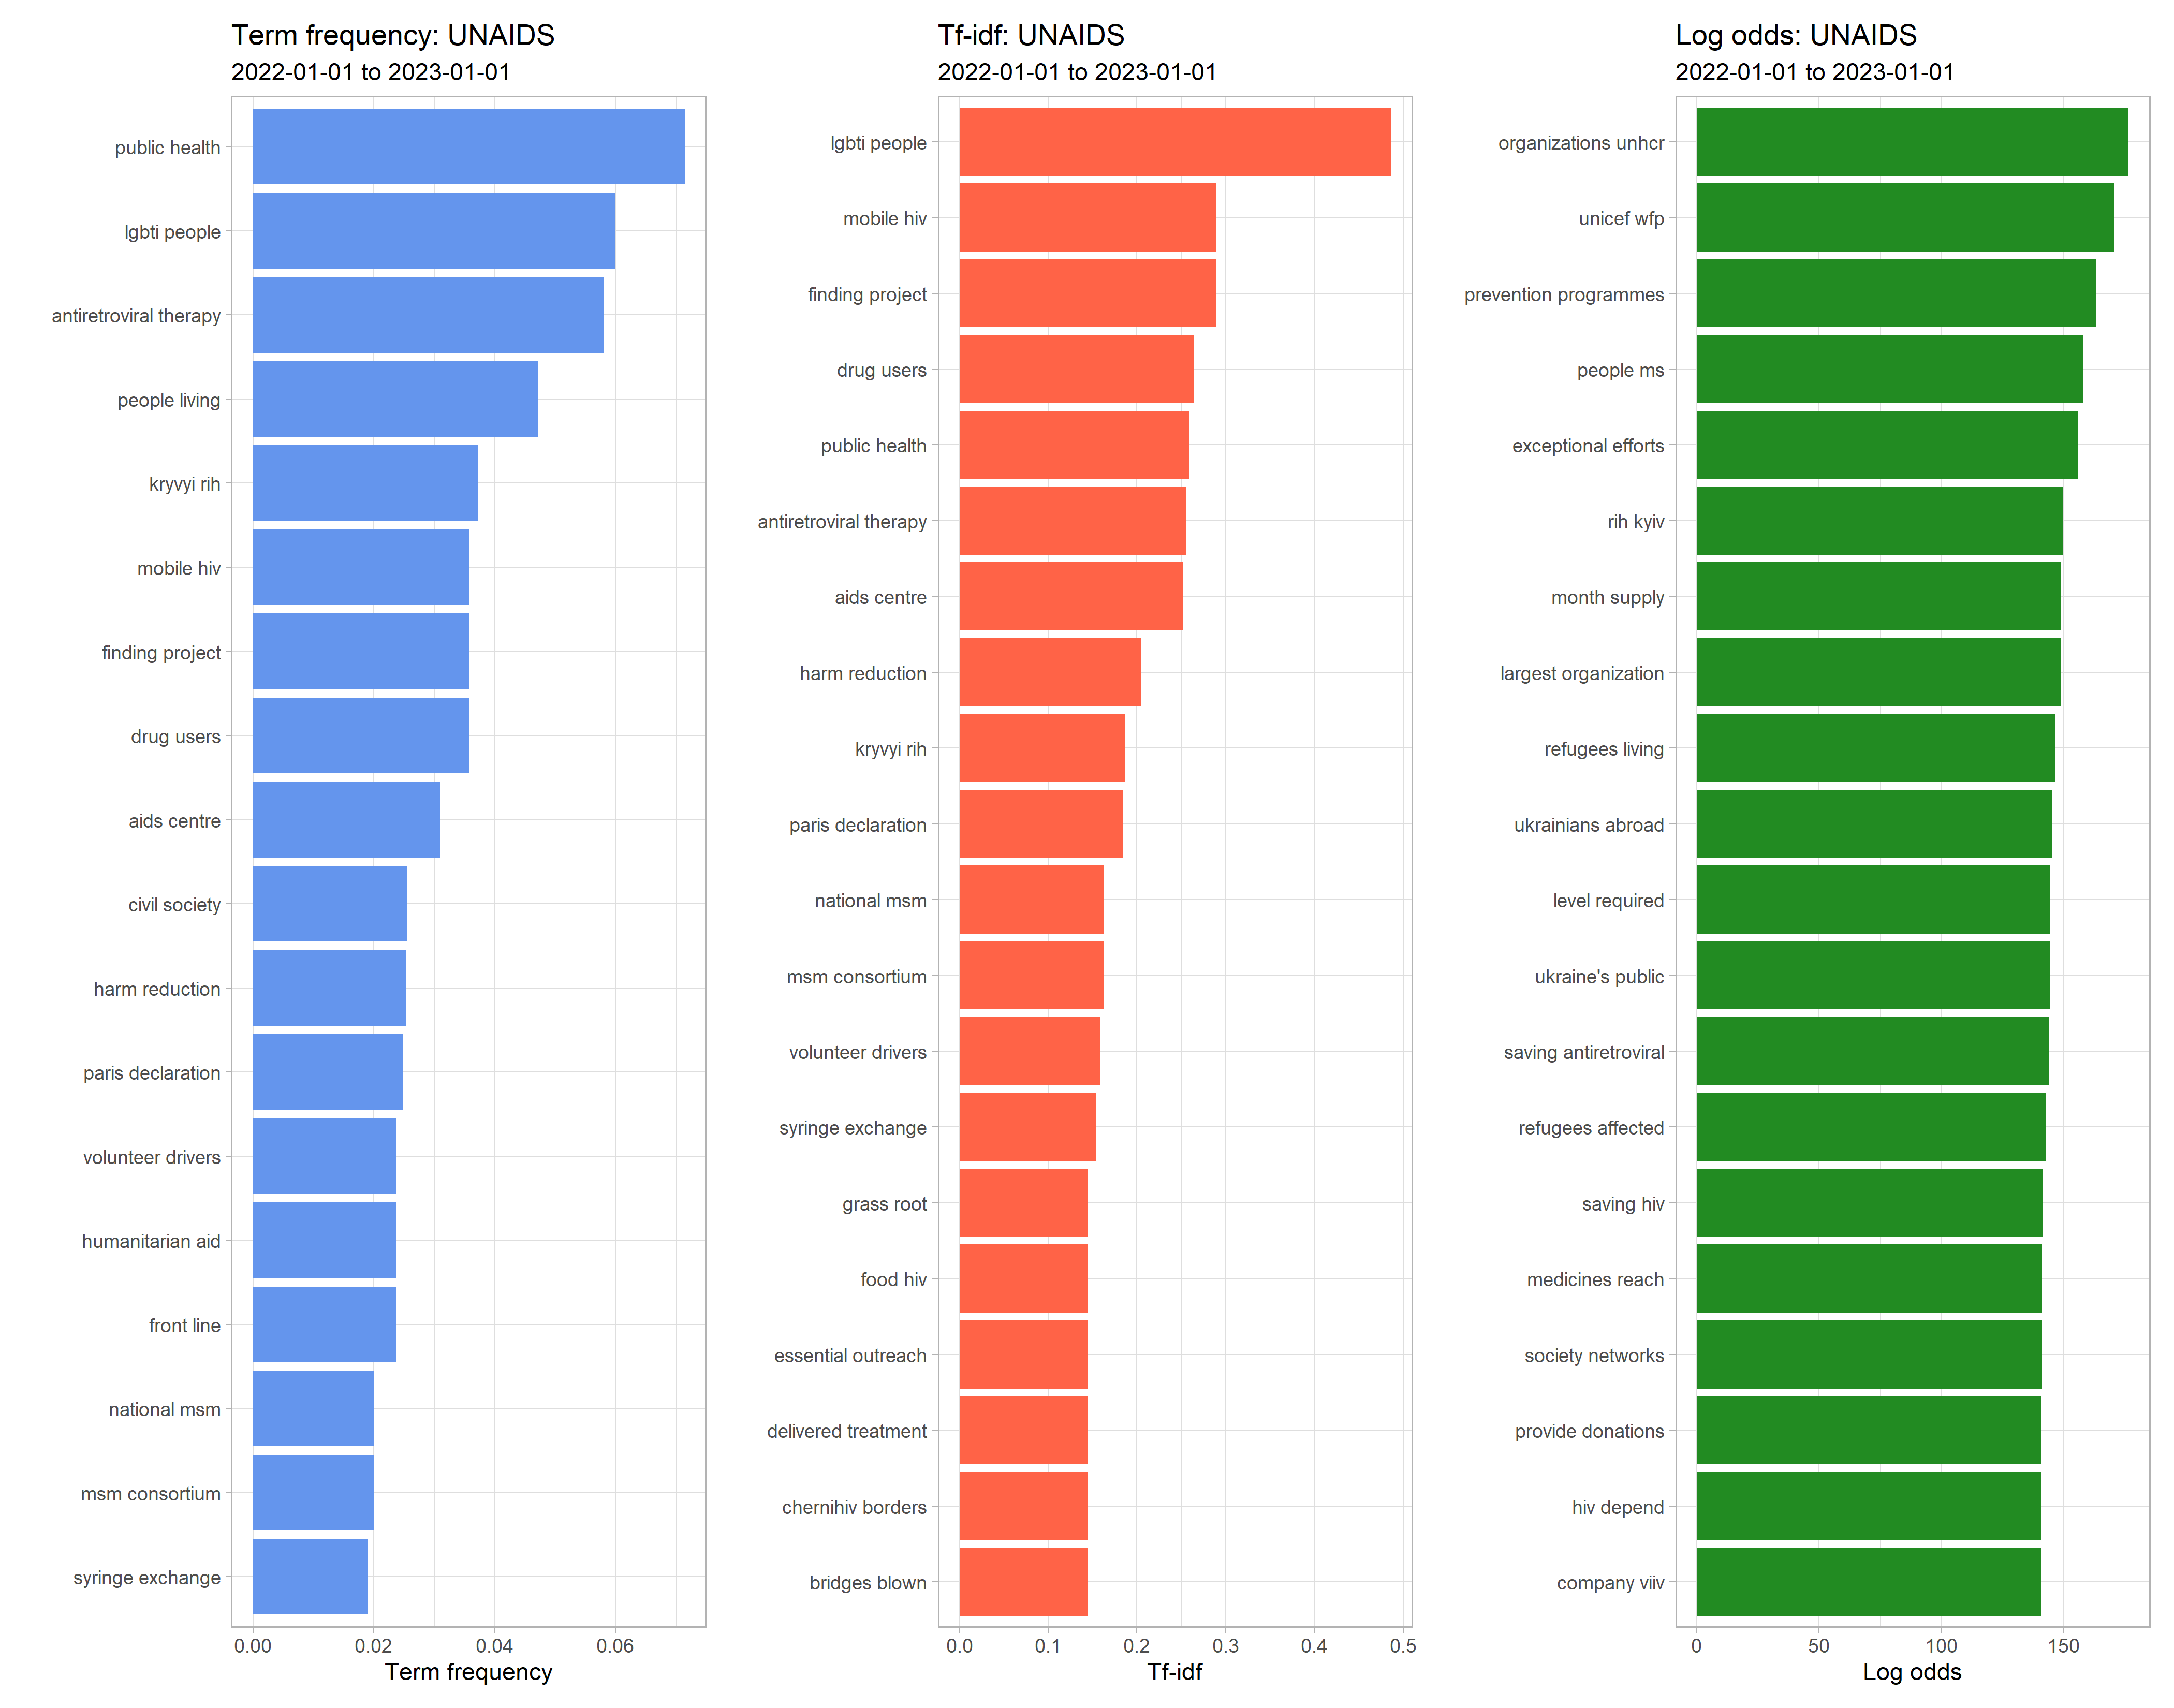 Term frequency: UNAIDS
2022-01-01 to 2023-01-01
public health
lgbti people
antiretroviral therapy
people living
kryvyi rih
mobile hiv
finding project
drug users
aids centre
civil society
harm reduction
paris declaration
volunteer drivers
humanitarian aid
front line
national msm
msm consortium
syringe exchange
0.00 0.02 0.04 0.06
Term frequency
Tf-idf: UNAIDS
2022-01-01 to 2023-01-01
lgbti people
mobile hiv
finding project
drug users
public health
antiretroviral therapy
aids centre
harm reduction
kryvyi rih
paris declaration
national msm
msm consortium
volunteer drivers
syringe exchange
grass root
food hiv
essential outreach
delivered treatment
chernihiv borders
bridges blown
0.0 0.1 0.2 0.3 0.4 0.5
Tf-idf
Log odds: UNAIDS
2022-01-01 to 2023-01-01
organizations unhcr
unicef wfp
prevention programmes
people ms
exceptional efforts
rih kyiv
month supply
largest organization
refugees living
ukrainians abroad
level required
ukraine's public
saving antiretroviral
refugees affected
saving hiv
medicines reach
society networks
provide donations
hiv depend
company viiv
0 50 100 150
Log odds